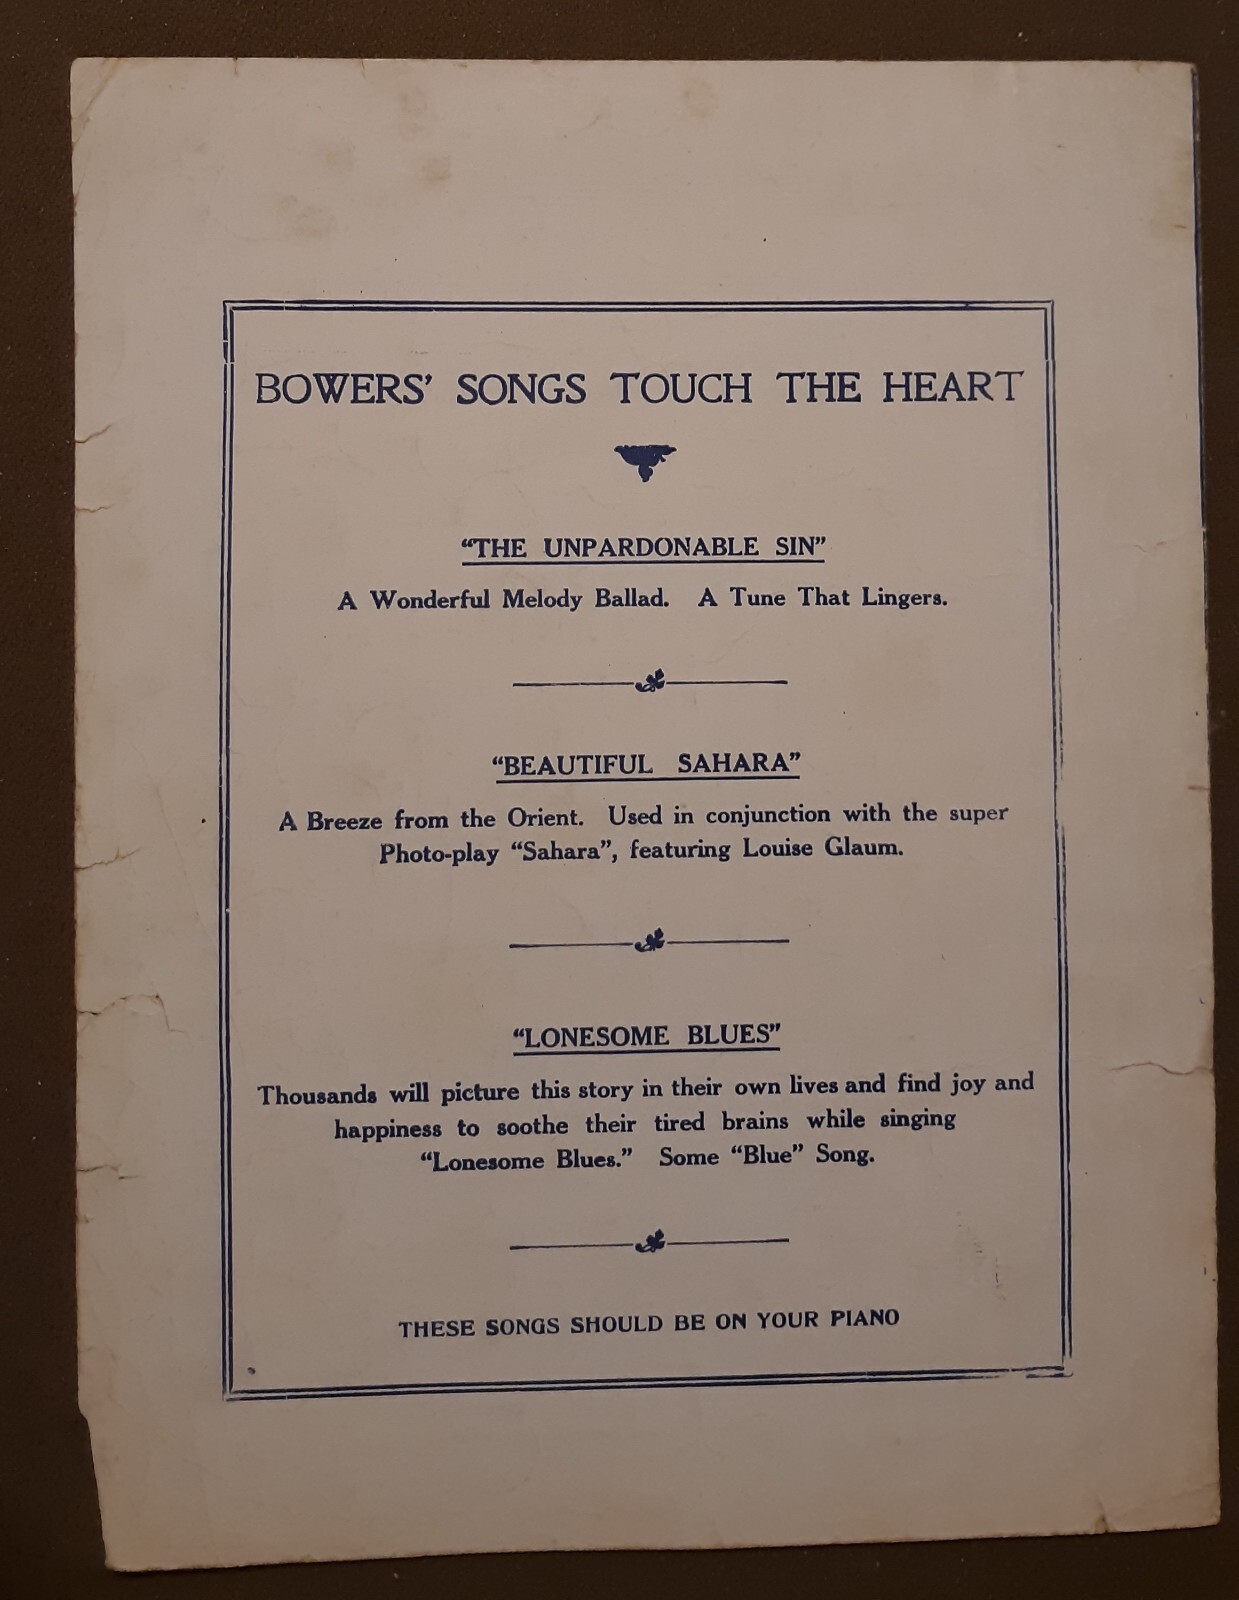 BOWERS' SONGS TOUCH THE HEART
“THE UNPARDONABLE SIN”
A Wonderful Melody Ballad. A Tune That Lingers.
“BEAUTIFUL SAHARA”
A Breeze from the Orient. Used in conjunction with the super
Photo-play “Sahara”, featuring Louise Glaum.
“LONESOME BLUES”
Thousands will picture this story in their own lives and find joy and
happiness to soothe their tired brains while singing
“Lonesome Blues.” Some “Blue” Song.
THESE SONGS SHOULD BE ON YOUR PIANO